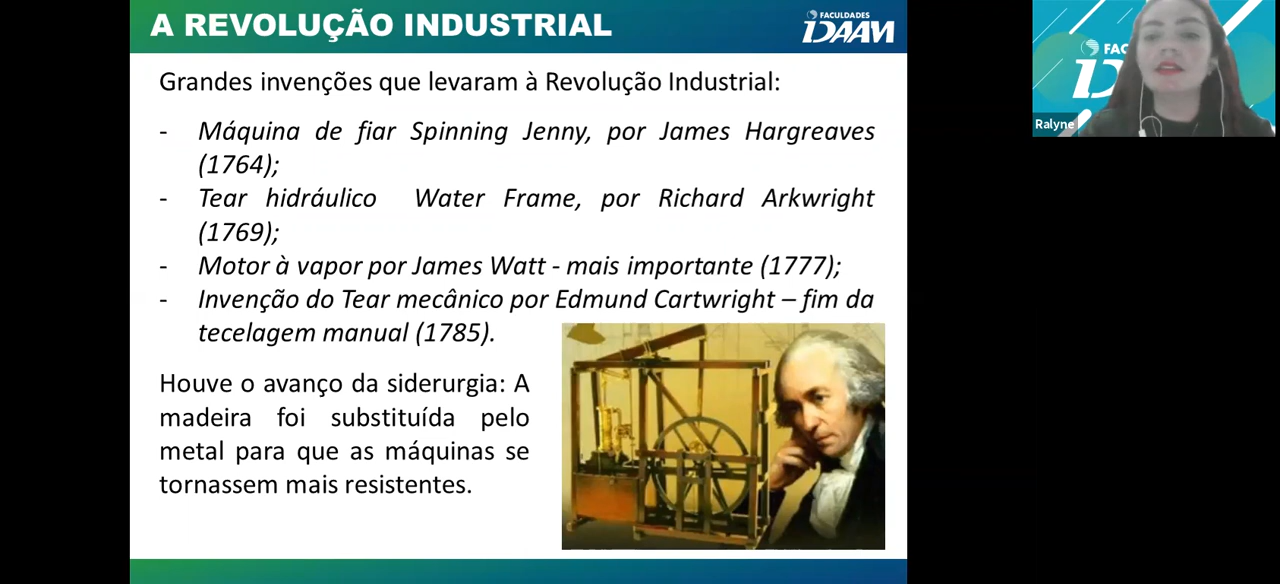 A REVOLUÇÃO INDUSTRIAL
FACULDADES
IDAAM
Grandes invenções que levaram à Revolução Industrial:
- Máquina de fiar Spinning Jenny, por James Hargreaves
(1764);
- Tear hidráulico Water Frame, por Richard Arkwright
(1769);
- Motor à vapor por James Watt - mais importante (1777);
- Invenção do Tear mecânico por Edmund Cartwright – fim da
tecelagem manual (1785).
Houve o avanço da siderurgia: A
madeira foi substituída pelo
metal para que as máquinas se
tornassem mais resistentes.
Ralyne